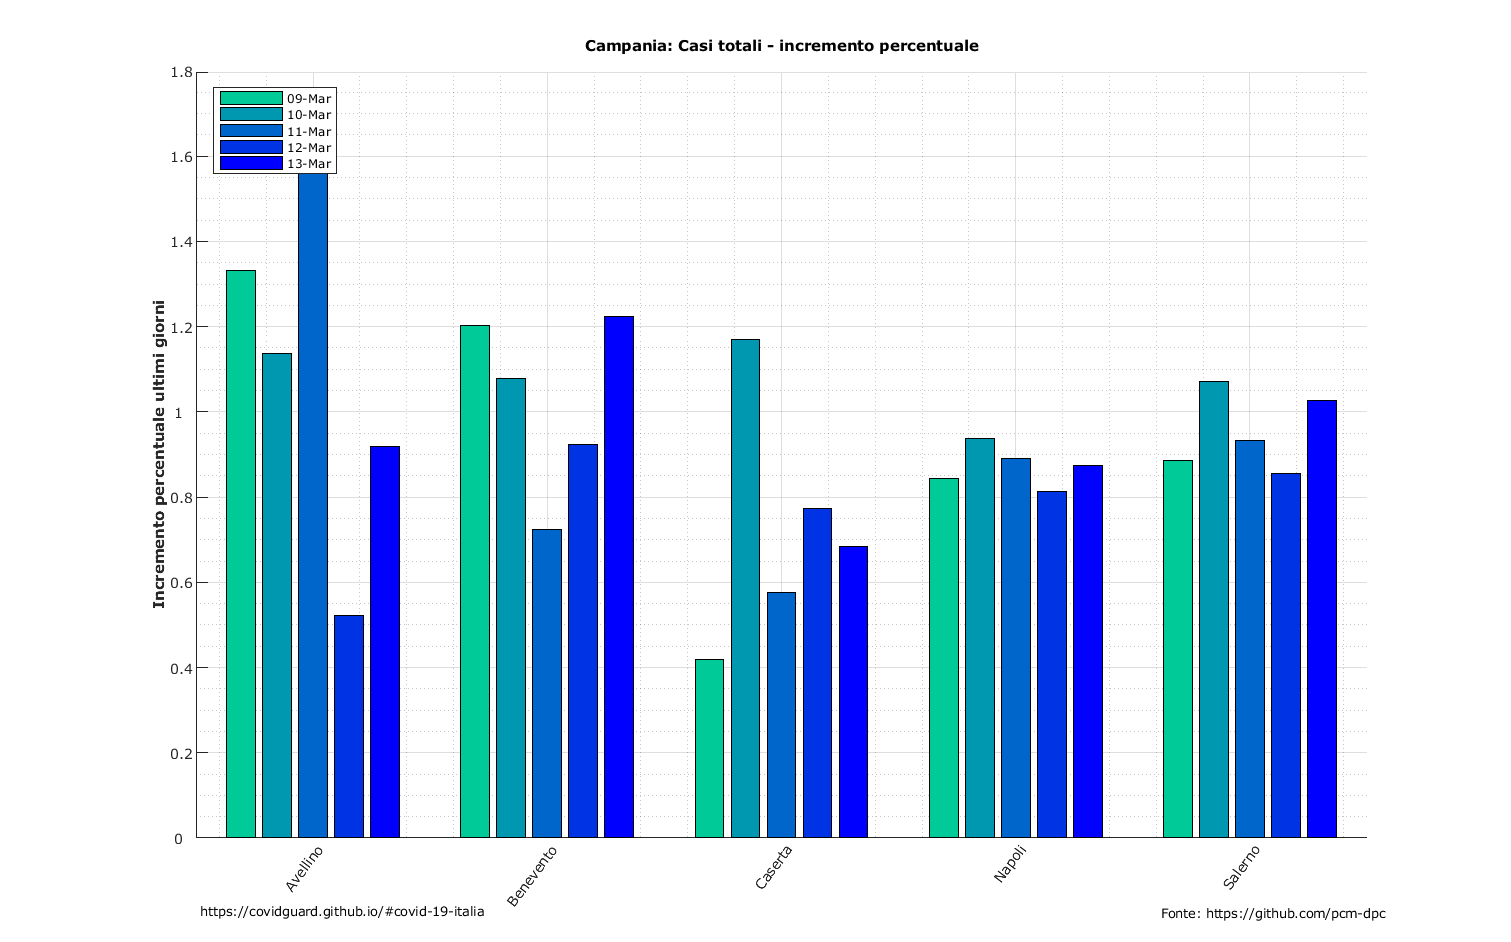 Campania: Casi totali - incremento percentuale
Incremento percentuale ultimi giorni
1.8
1.6
1.4
1.2
1
0.8
0.6
0.4
0.2
0
09-Mar
10-Mar
11-Mar
12-Mar
13-Mar
Avellino
Benevento
Caserta
Napoli
Salerno
https://covidguard.github.io/#covid-19-italia
Fonte: https://github.com/pcm-dpc